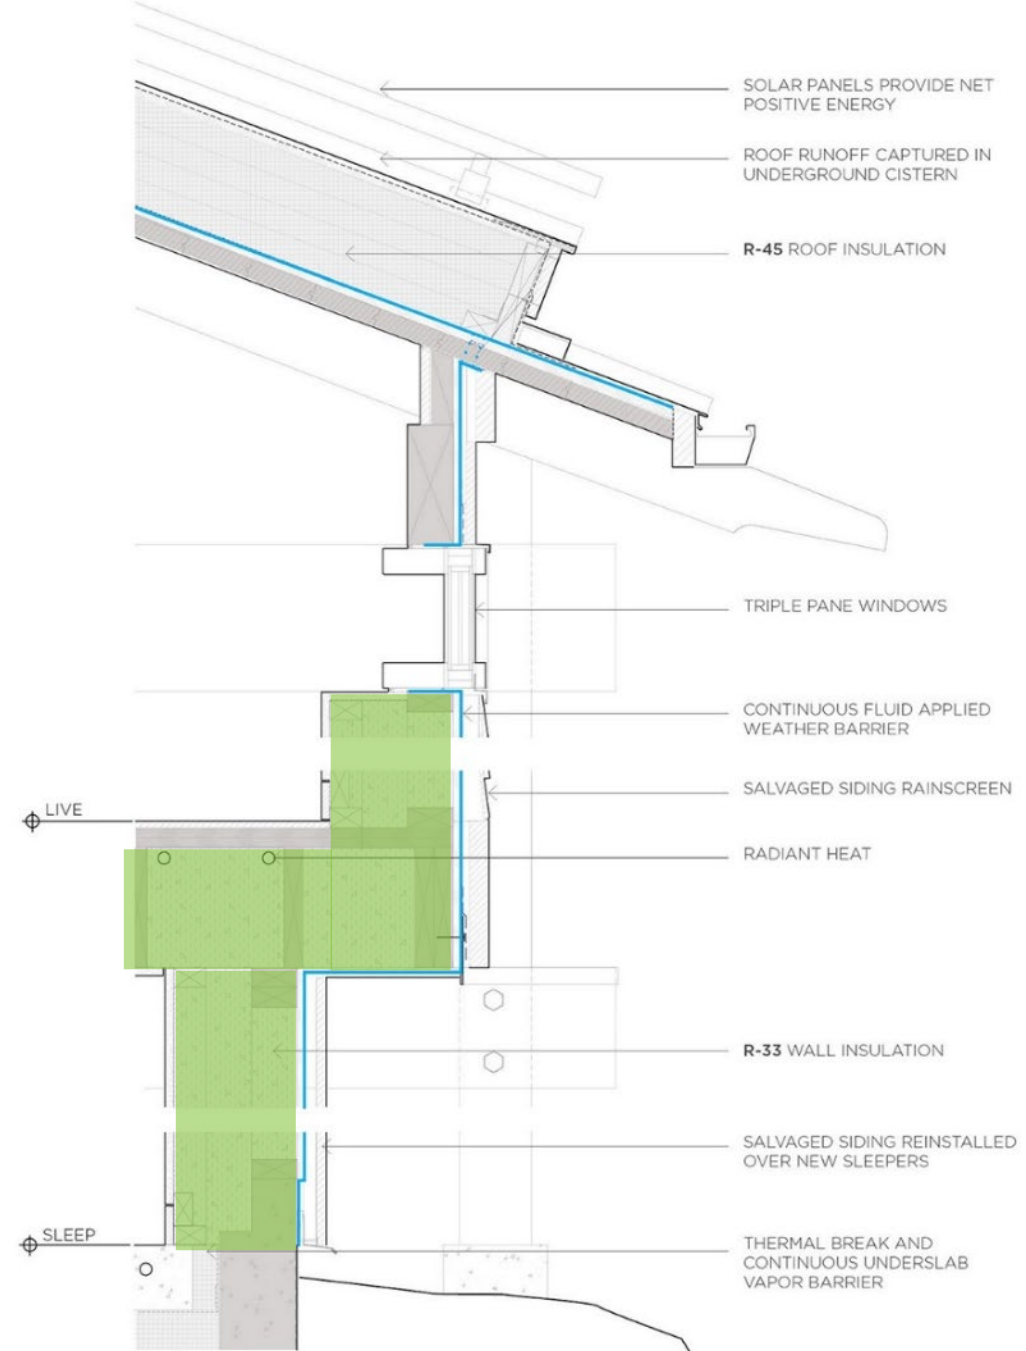 SOLAR PANELS PROVIDE NET
POSITIVE ENERGY
ROOF RUNOFF CAPTURED IN
UNDERGROUND CISTERN
R-45 ROOF INSULATION
TRIPLE PANE WINDOWS
CONTINUOUS FLUID APPLIED
WEATHER BARRIER
SALVAGED SIDING RAINSCREEN
LIVE
RADIANT HEAT
R-33 WALL INSULATION
SALVAGED SIDING REINSTALLED
OVER NEW SLEEPERS
SLEEP
THERMAL BREAK AND
CONTINUOUS UNDERSLAB
VAPOR BARRIER